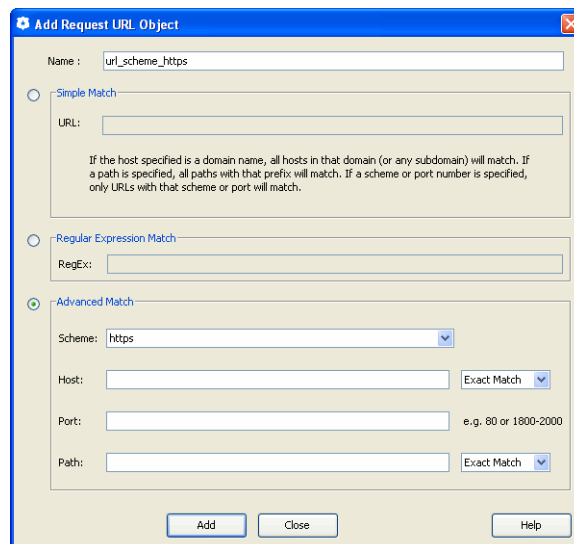 Add Request URL Object
Name : url_scheme_https
Simple Match
URL:
If the host specified is a domain name, all hosts in that domain (or any subdomain) will match. If
a path is specified, all paths with that prefix will match. If a scheme or port number is specified,
only URLs with that scheme or port will match.
Regular Expression Match
RegEx:
Advanced Match
Scheme: https
Host: Exact Match
Port: e.g. 80 or 1800-2000
Path: Exact Match
Add Close Help